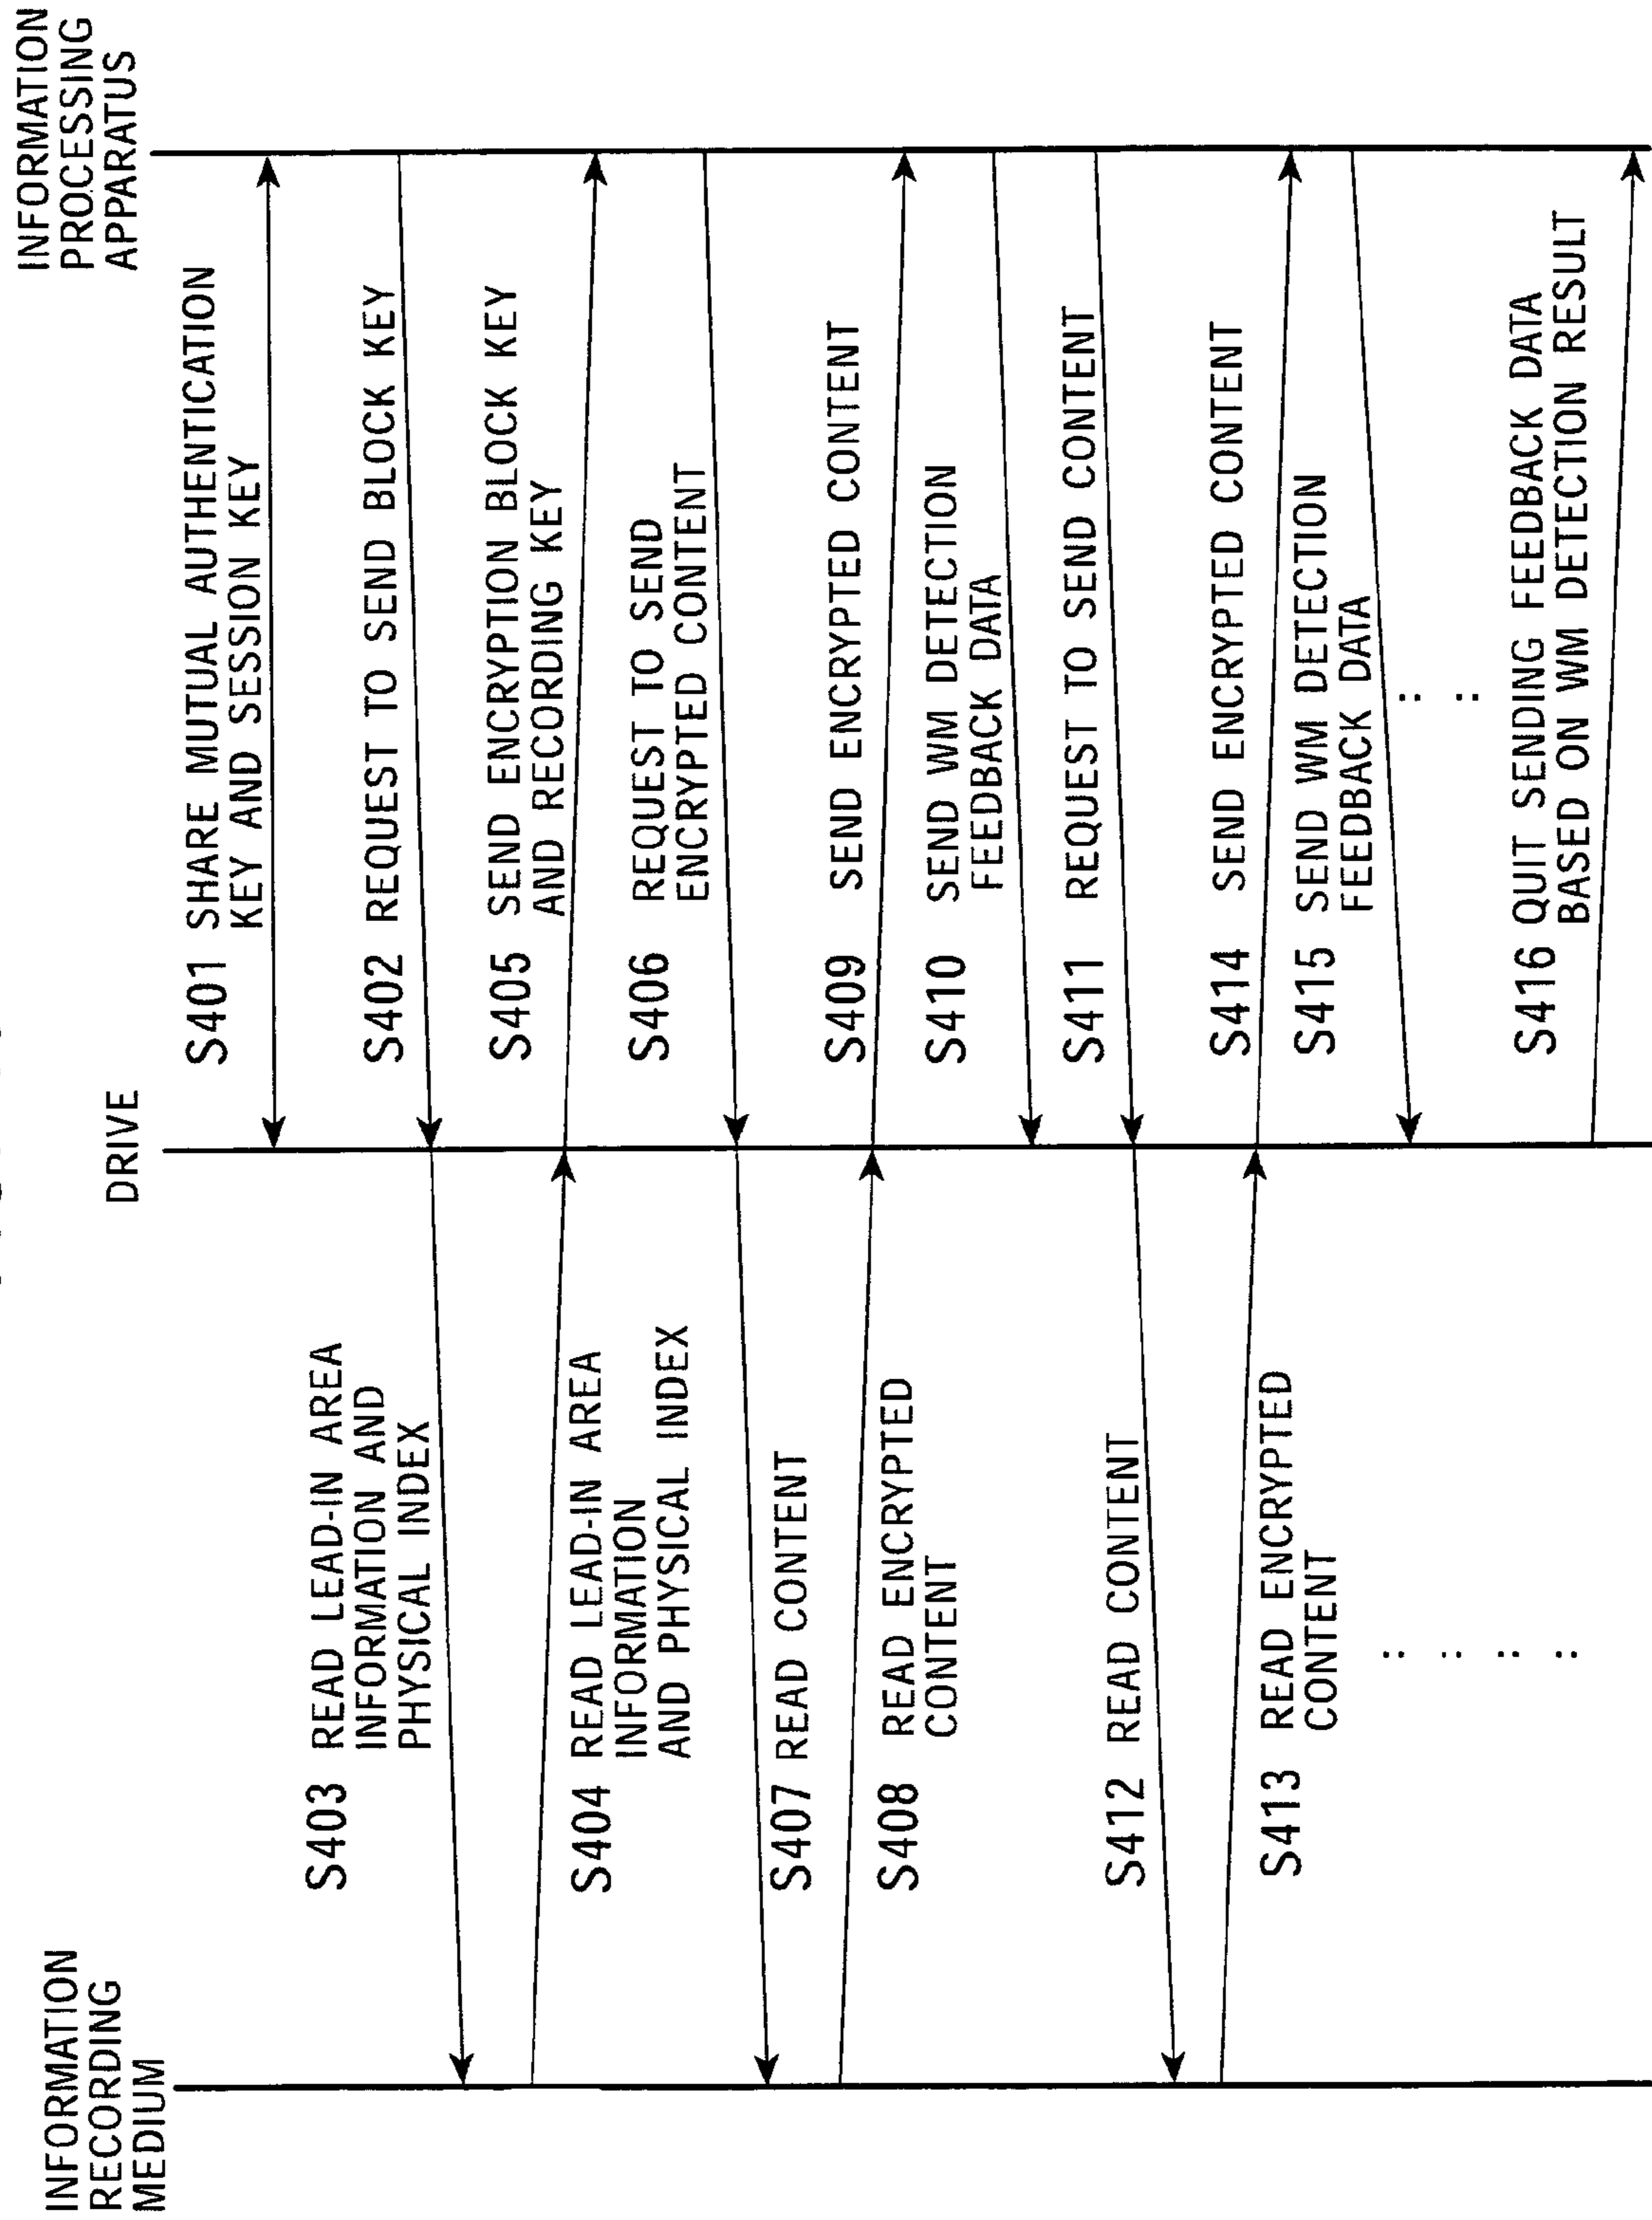 INFORMATION
RECORDING
MEDIUM
DRIVE
INFORMATION
PROCESSING
APPARATUS
S401 SHARE MUTUAL AUTHENTICATION
KEY AND SESSION KEY
S402 REQUEST TO SEND BLOCK KEY
S403 READ LEAD-IN AREA
INFORMATION AND
PHYSICAL INDEX
S404 READ LEAD-IN AREA
INFORMATION
AND PHYSICAL INDEX
S405 SEND ENCRYPTION BLOCK KEY
AND RECORDING KEY
S406 REQUEST TO SEND
ENCRYPTED CONTENT
S407 READ CONTENT
S408 READ ENCRYPTED
CONTENT
S409 SEND ENCRYPTED CONTENT
S410 SEND WM DETECTION
FEEDBACK DATA
S411 REQUEST TO SEND CONTENT
S412 READ CONTENT
S413 READ ENCRYPTED
CONTENT
S414 SEND ENCRYPTED CONTENT
S415 SEND WM DETECTION
FEEDBACK DATA
S416 QUIT SENDING FEEDBACK DATA
BASED ON WM DETECTION RESULT